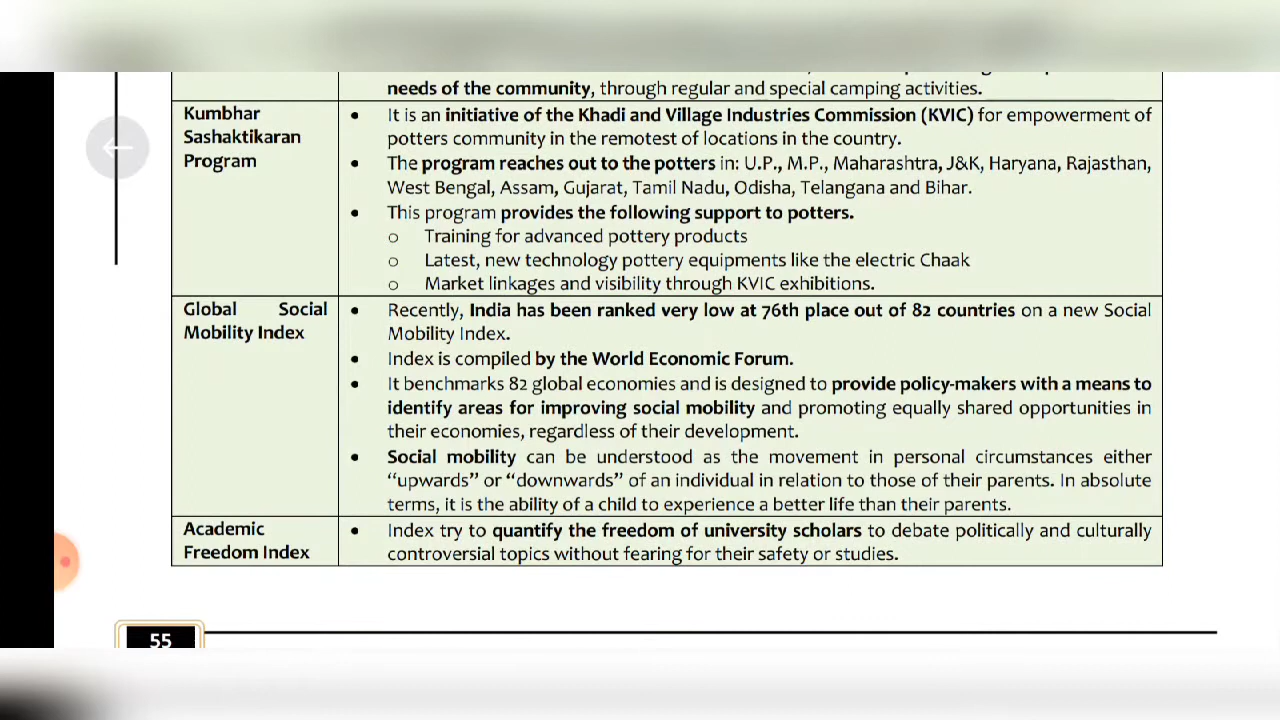 needs of the community, through regular and special camping activities.
Kumbhar
Sashaktikaran
Program
• It is an initiative of the Khadi and Village Industries Commission (KVIC) for empowerment of
potters community in the remotest of locations in the country.
• The program reaches out to the potters in: U.P., M.P., Maharashtra, J&K, Haryana, Rajasthan,
West Bengal, Assam, Gujarat, Tamil Nadu, Odisha, Telangana and Bihar.
• This program provides the following support to potters.
o Training for advanced pottery products
o Latest, new technology pottery equipments like the electric Chaak
o Market linkages and visibility through KVIC exhibitions.
Global Social
Mobility Index
• Recently, India has been ranked very low at 76th place out of 82 countries on a new Social
Mobility Index.
• Index is compiled by the World Economic Forum.
• It benchmarks 82 global economies and is designed to provide policy-makers with a means to
identify areas for improving social mobility and promoting equally shared opportunities in
their economies, regardless of their development.
• Social mobility can be understood as the movement in personal circumstances either
“upwards” or “downwards” of an individual in relation to those of their parents. In absolute
terms, it is the ability of a child to experience a better life than their parents.
Academic
Freedom Index
• Index try to quantify the freedom of university scholars to debate politically and culturally
controversial topics without fearing for their safety or studies.
55